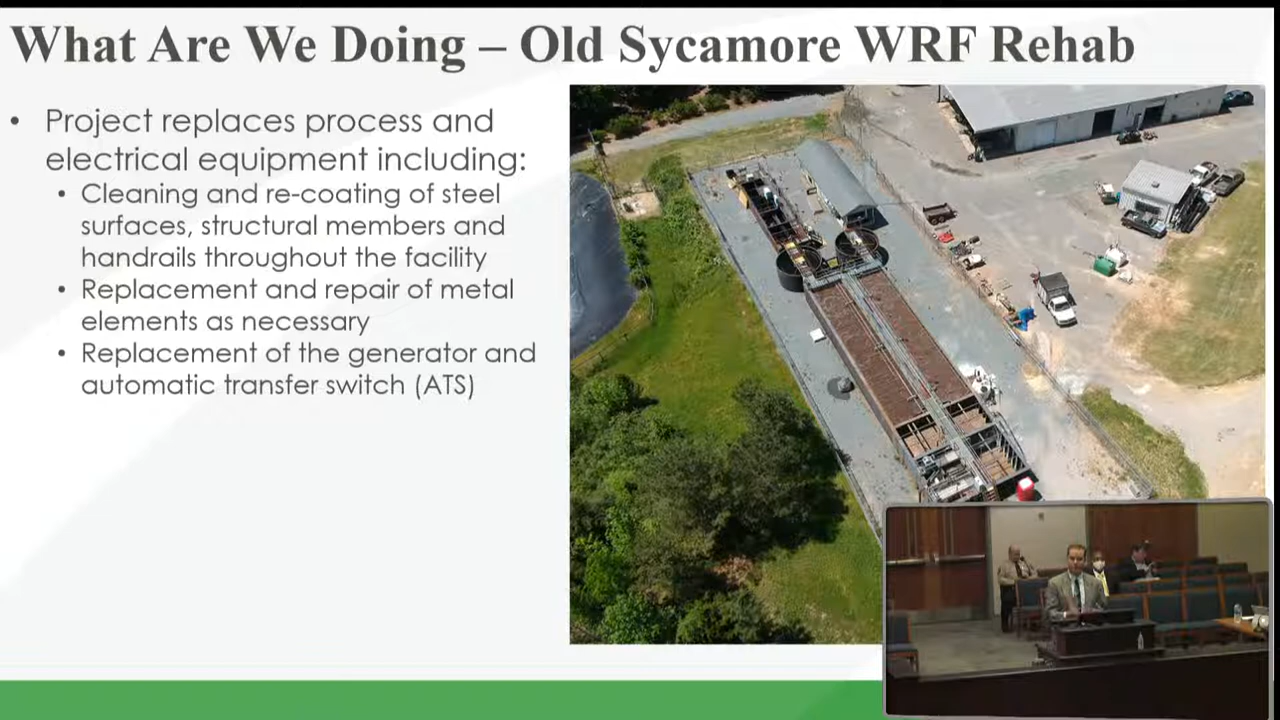 What Are We Doing – Old Sycamore WRF Rehab
• Project replaces process and
electrical equipment including:
• Cleaning and re-coating of steel
surfaces, structural members and
handrails throughout the facility
• Replacement and repair of metal
elements as necessary
• Replacement of the generator and
automatic transfer switch (ATS)